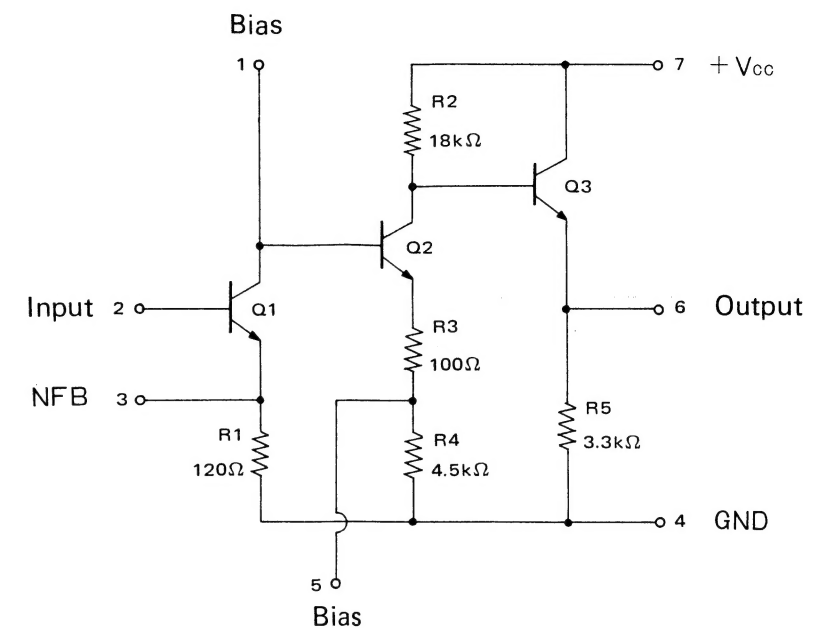 Bias
1
7 +Vcc
R2
18kΩ
Q3
Q2
Input 2
Q1
6 Output
R3
100Ω
NFB 3
R5
3.3kΩ
R1
120Ω
R4
4.5kΩ
4 GND
5
Bias